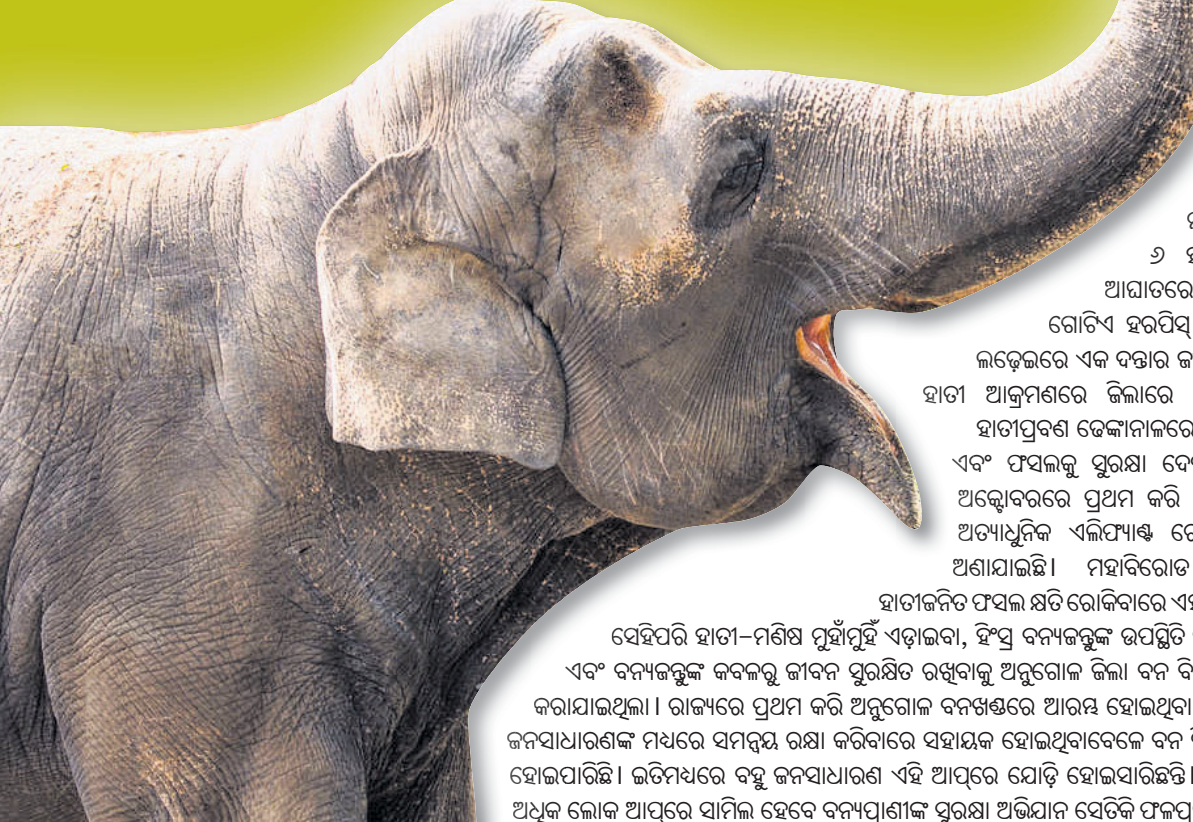 ୬
ଆଘାତରେ
ଗୋଟିଏ ହରପିସ୍
ଲଢ଼େଇରେ ଏକ ଦନ୍ତାର
ହାତୀ ଆକ୍ରମଣରେ ଜିଲାରେ
ହାତୀପ୍ରବଣ ଢେଙ୍କାନାଳରେ
ଏବଂ ଫସଲକୁ ସୁରକ୍ଷା
ଅକ୍ଟୋବରରେ ପ୍ରଥମ କରି
ଅତ୍ୟାଧୁନିକ ଏଲିଫ୍ୟାଣ୍ଟ
ଅଣାଯାଇଛି। ମହାବିରୋଡ
ହାତୀଜନିତ ଫସଲ କ୍ଷତି ରୋକିବାରେ
ସେହିପରି ହାତୀ–ମଣିଷ ମୁହାଁମୁହିଁ ଏଡ଼ାଇବା, ହିଂସ୍ର ବନ୍ୟଜନ୍ତୁଙ୍କ ଉପସ୍ଥିତି
ଏବଂ ବନ୍ୟଜନ୍ତୁଙ୍କ କବଳରୁ ଜୀବନ ସୁରକ୍ଷିତ ରଖିବାକୁ ଅନୁଗୋଳ ଜିଲା ବନ
କରାଯାଇଥିଲା। ରାଜ୍ୟରେ ପ୍ରଥମ କରି ଅନୁଗୋଳ ବନଖଣ୍ଡରେ ଆରମ୍ଭ ହୋଇଥିବା
ଜନସାଧାରଣଙ୍କ ମଧ୍ୟରେ ସମନ୍ୱୟ ରକ୍ଷା କରିବାରେ ସହାୟକ ହୋଇଥିବାବେଳେ ବନ
ହୋଇପାରିଛି। ଇତିମଧ୍ୟରେ ବହୁ ଜନସାଧାରଣ ଏହି ଆପ୍‌ରେ ଯୋଡ଼ି ହୋଇସାରିଛନ୍ତି।
ଅଧିକ ଲୋକ ଆପ୍‌ରେ ସାମିଲ ହେବେ ବନ୍ୟପ୍ରାଣୀଙ୍କ ସୁରକ୍ଷା ଅଭିଯାନ ସେତିକି